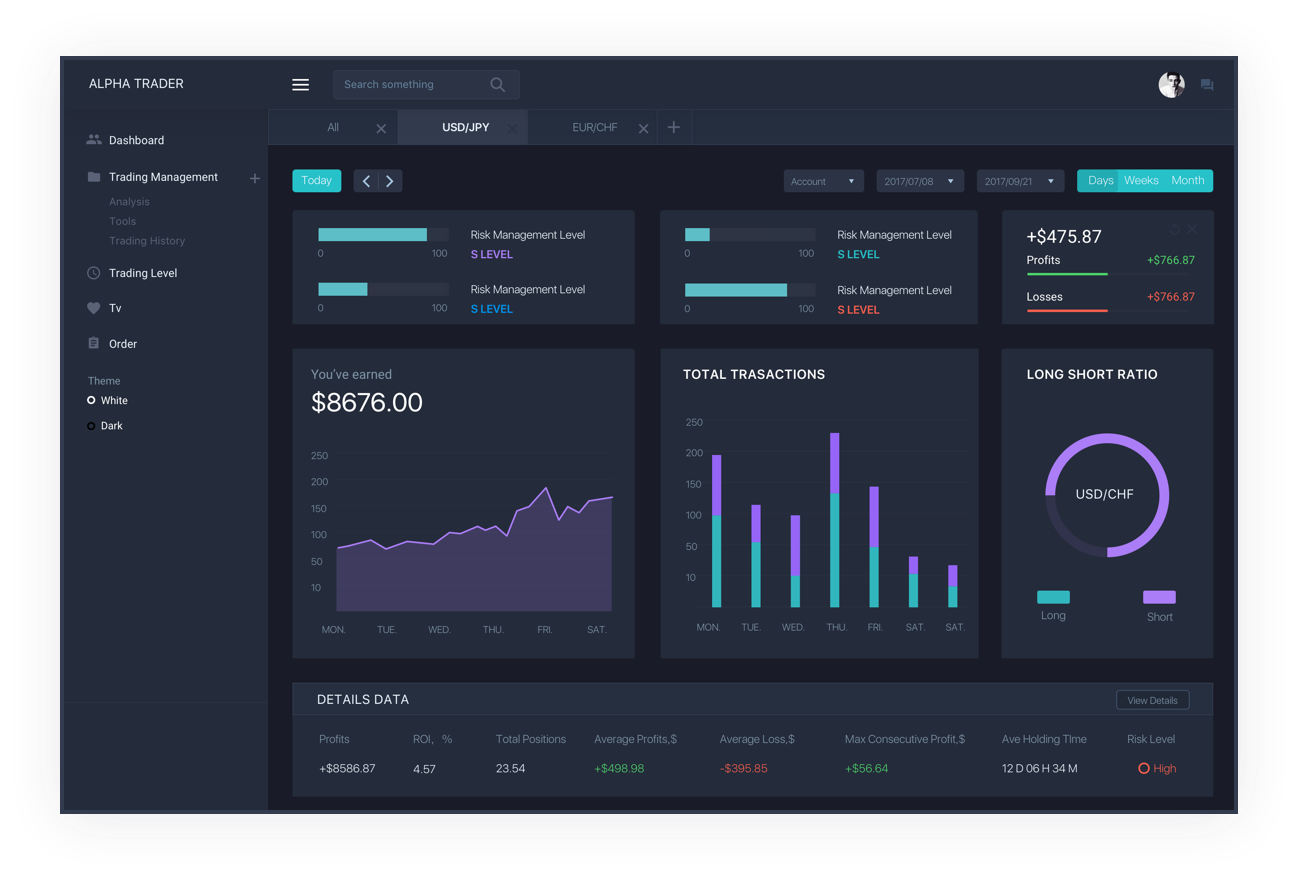 ALPHA TRADER
Search something
Dashboard
Trading Management
Analysis
Tools
Trading History
Trading Level
Tv
Order
Theme
White
Dark
All
USD/JPY
EUR/CHF
Today
Account
2017/07/08
2017/09/21
Days Weeks Month
Risk Management Level
0 100 S LEVEL
Risk Management Level
0 100 S LEVEL
Risk Management Level
0 100 S LEVEL
Risk Management Level
0 100 S LEVEL
+$475.87
Profits +$766.87
Losses +$766.87
You've earned
$8676.00
250
200
150
100
50
10
MON. TUE. WED. THU. FRI. SAT.
TOTAL TRASACTIONS
250
200
150
100
50
10
MON. TUE. WED. THU. FRI. SAT. SAT.
LONG SHORT RATIO
USD/CHF
Long Short
DETAILS DATA
View Details
Profits ROI, % Total Positions Average Profits,$ Average Loss,$ Max Consecutive Profit,$ Ave Holding TIme Risk Level
+$8586.87 4.57 23.54 +$498.98 -$395.85 +$56.64 12 D 06 H 34 M High